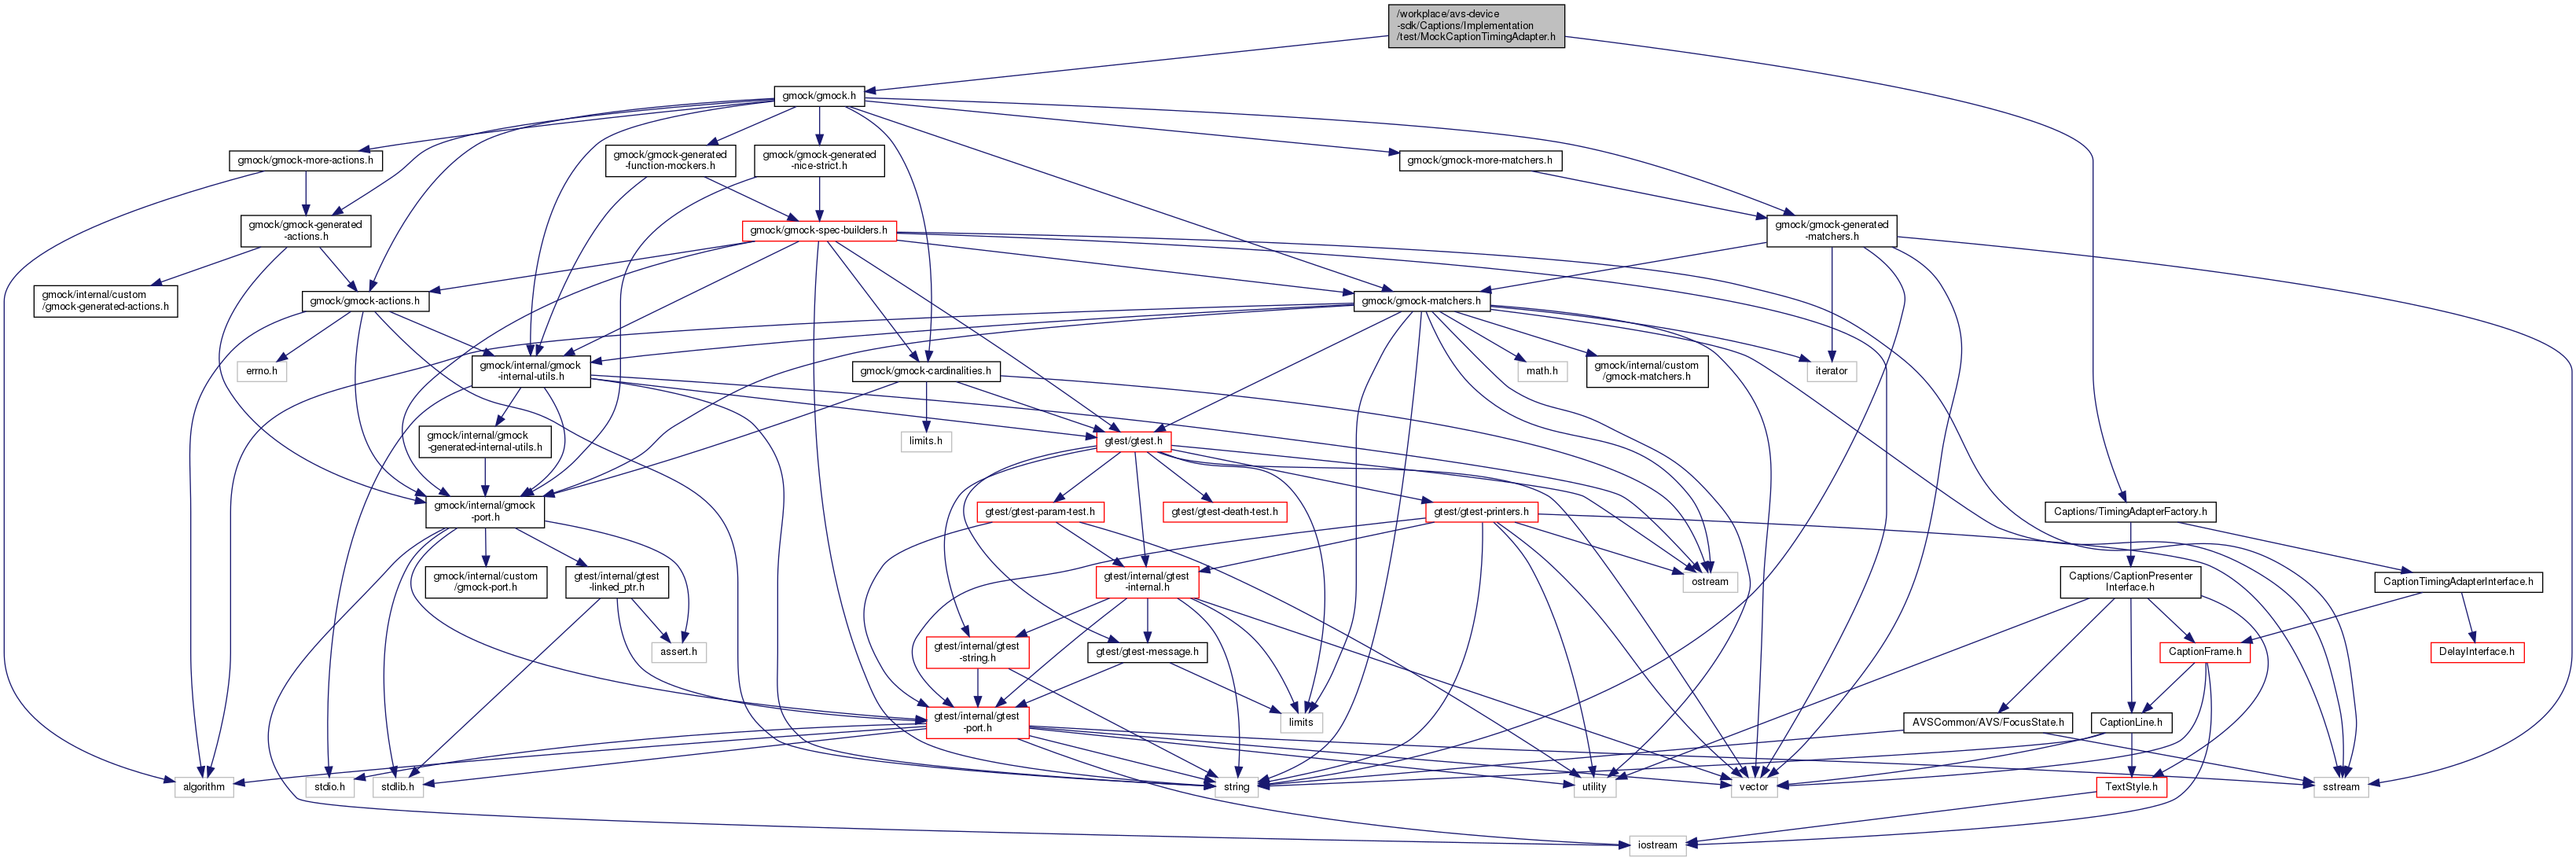 /workplace/avs-device
-sdk/Captions/Implementation
/test/MockCaptionTimingAdapter.h
gmock/gmock.h
gmock/gmock-more-actions.h
gmock/gmock-generated
-function-mockers.h
gmock/gmock-generated
-nice-strict.h
gmock/gmock-more-matchers.h
gmock/gmock-generated
-actions.h
gmock/gmock-spec-builders.h
gmock/gmock-generated
-matchers.h
gmock/internal/custom
/gmock-generated-actions.h
gmock/gmock-actions.h
gmock/gmock-matchers.h
errno.h
gmock/internal/gmock
-internal-utils.h
gmock/gmock-cardinalities.h
math.h
gmock/internal/custom
/gmock-matchers.h
iterator
gmock/internal/gmock
-generated-internal-utils.h
limits.h
gtest/gtest.h
gmock/internal/gmock
-port.h
gtest/gtest-param-test.h
gtest/gtest-death-test.h
gtest/gtest-printers.h
Captions/TimingAdapterFactory.h
gmock/internal/custom
/gmock-port.h
gtest/internal/gtest
-linked_ptr.h
gtest/internal/gtest
-internal.h
ostream
Captions/CaptionPresenter
Interface.h
CaptionTimingAdapterInterface.h
assert.h
gtest/internal/gtest
-string.h
gtest/gtest-message.h
CaptionFrame.h
DelayInterface.h
gtest/internal/gtest
-port.h
limits
AVSCommon/AVS/FocusState.h
CaptionLine.h
algorithm
stdio.h
stdlib.h
string
utility
vector
TextStyle.h
sstream
iostream